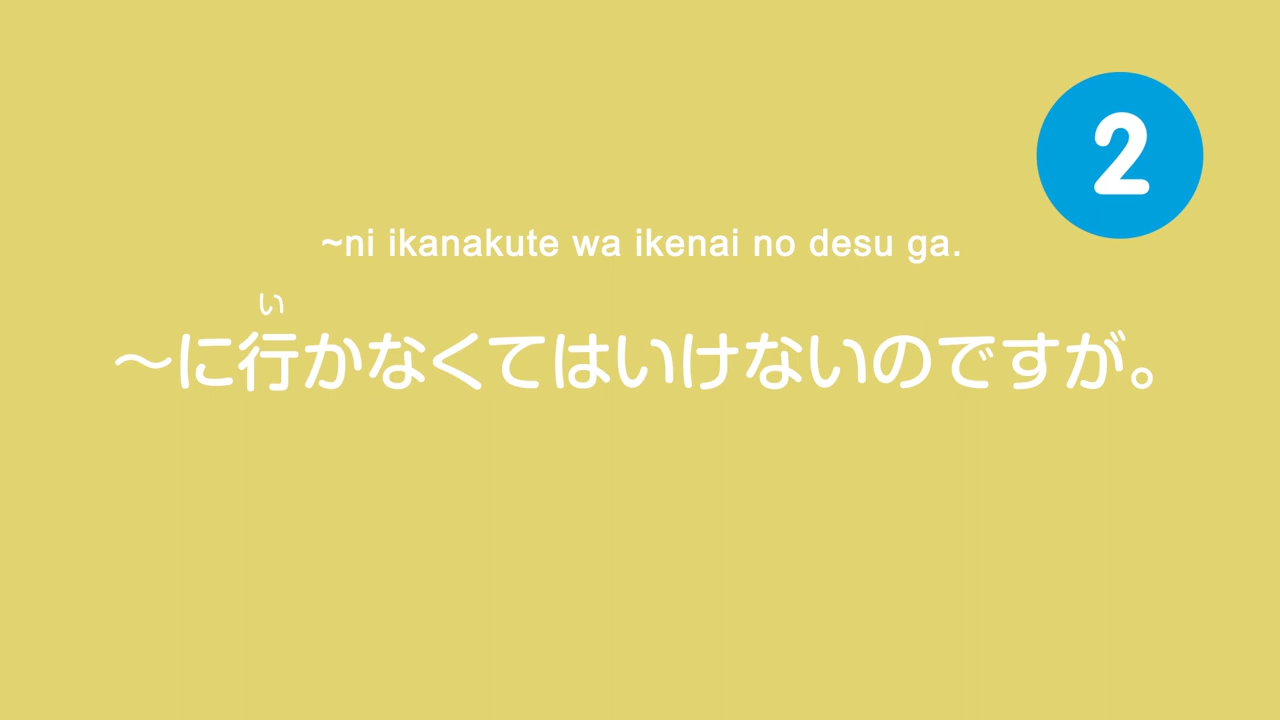 2
~ni ikanakute wa ikenai no desu ga.
い
～に行かなくてはいけないのですが。